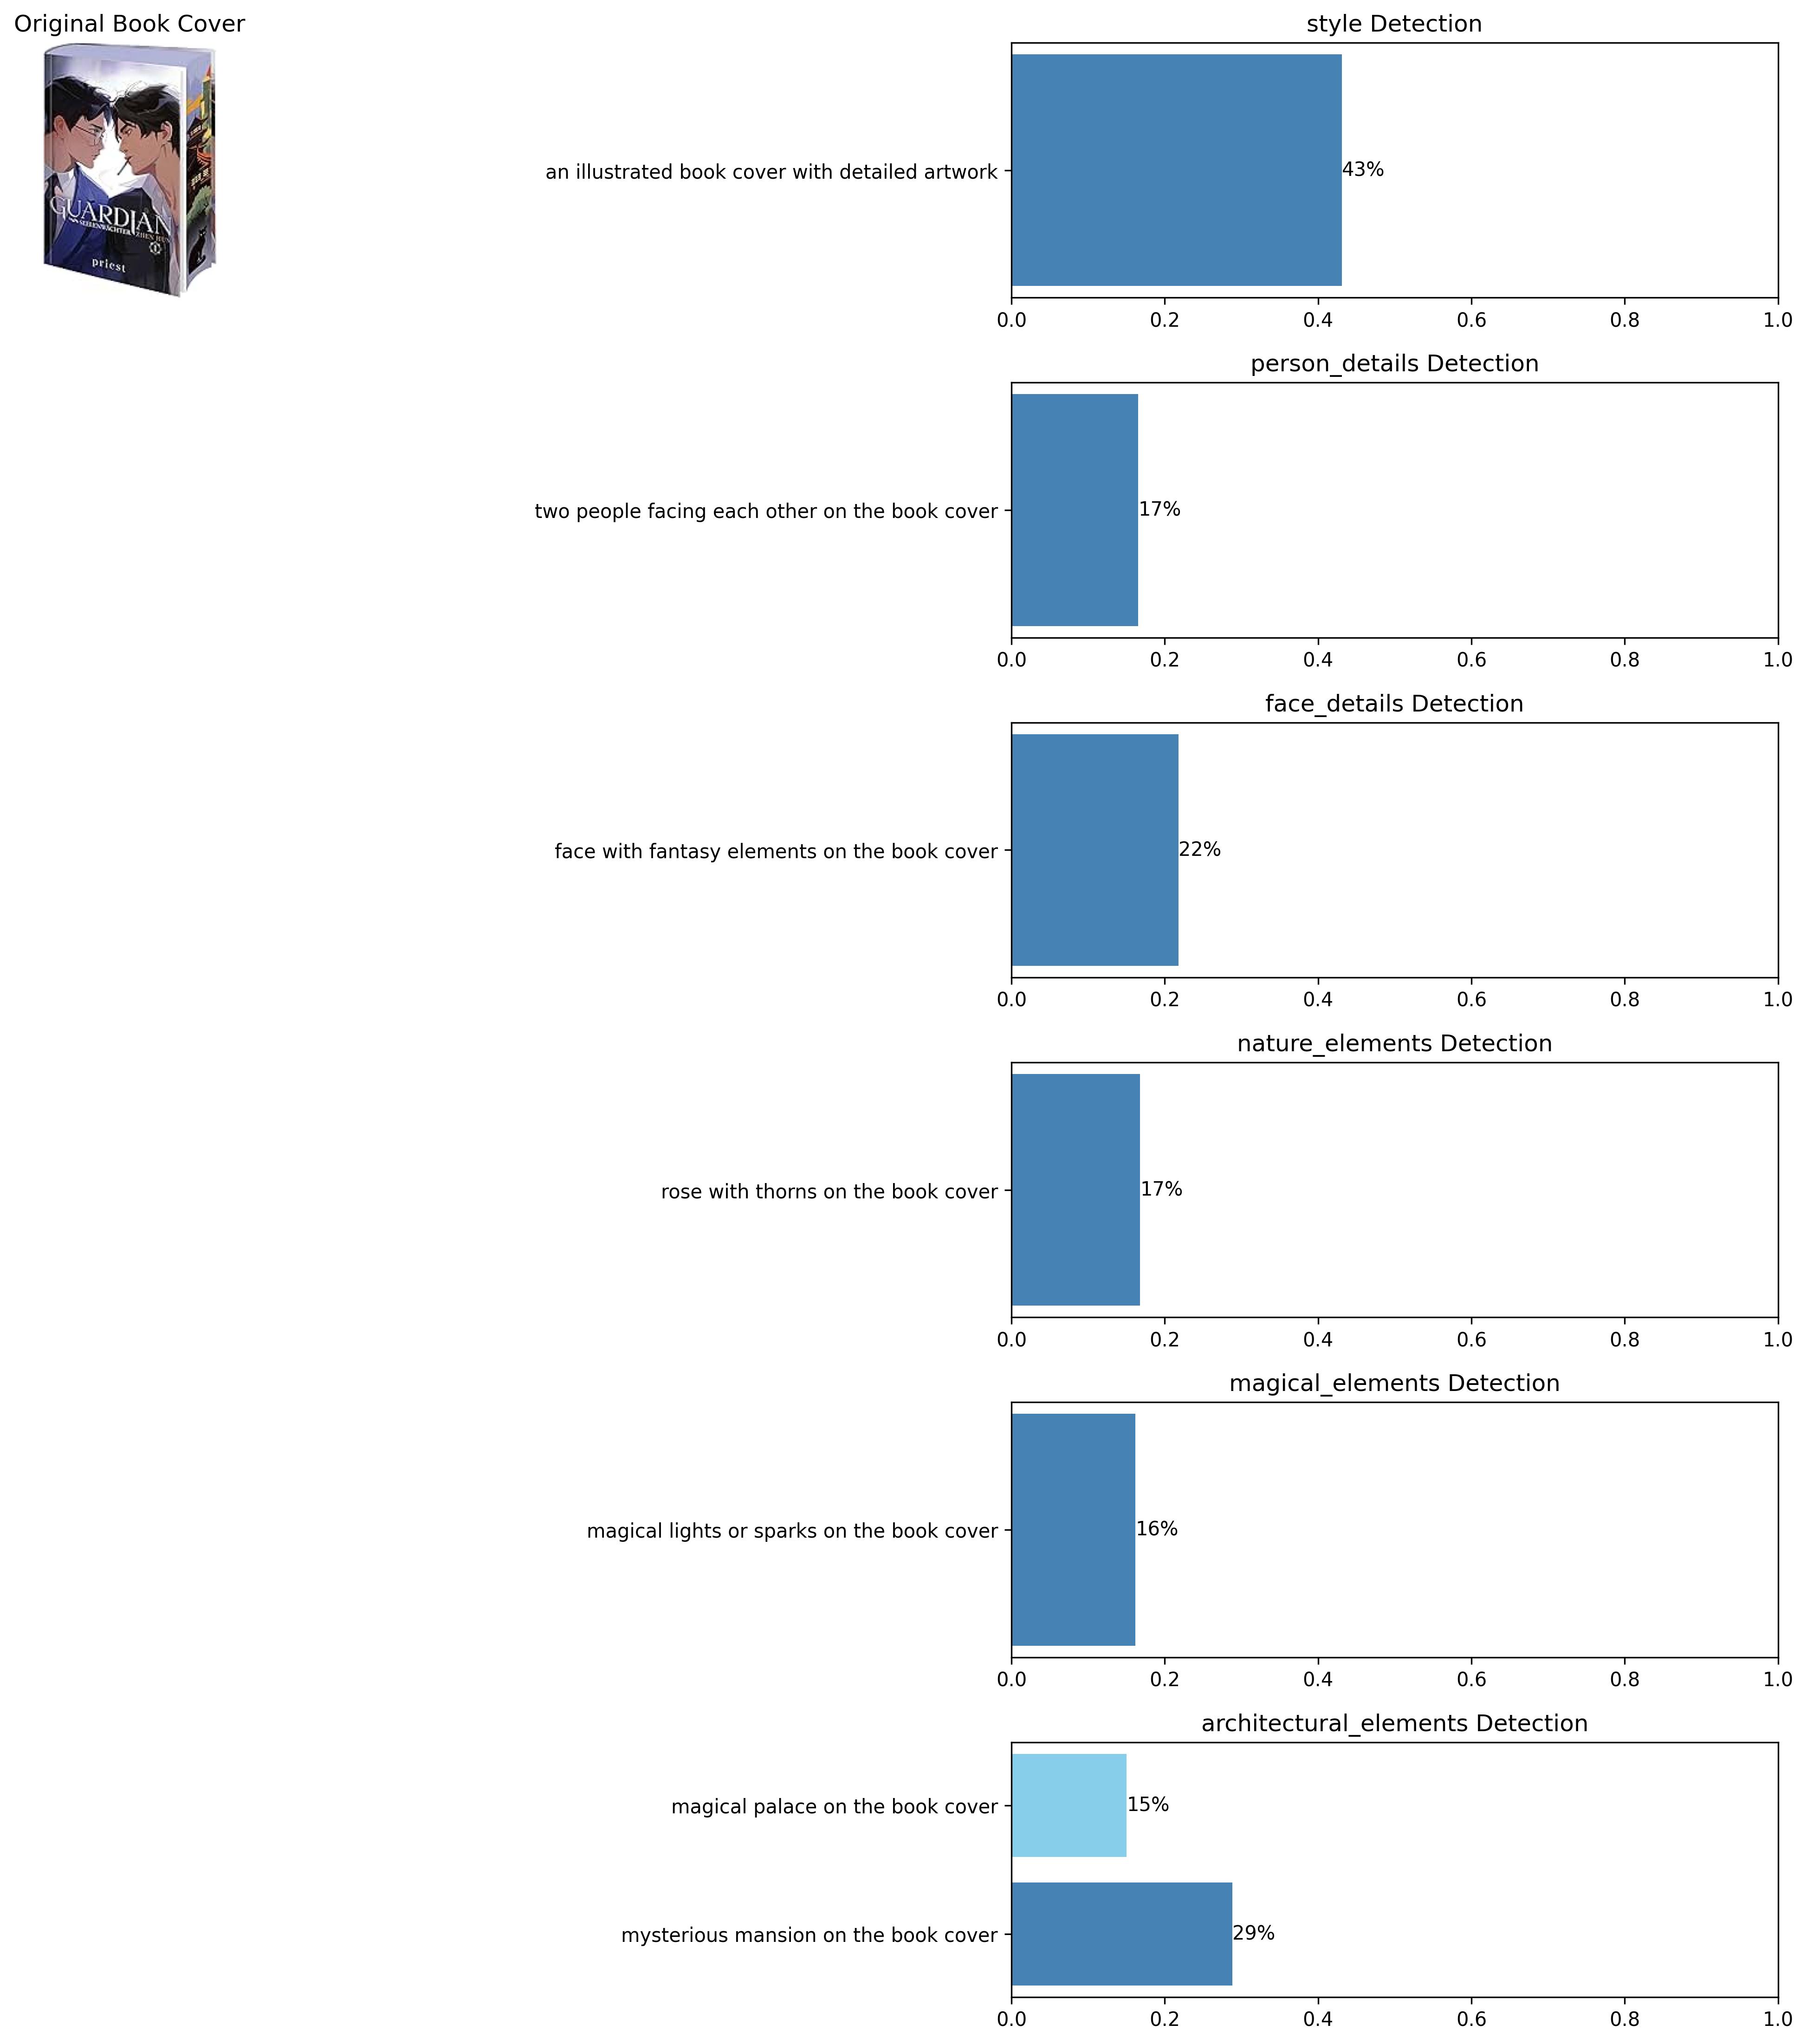 Original Book Cover
GUARDIAN
SEELENWÄCHTER
ZHEN HUN
1
priest
style Detection
an illustrated book cover with detailed artwork
43%
0.0 0.2 0.4 0.6 0.8 1.0
person_details Detection
two people facing each other on the book cover
17%
0.0 0.2 0.4 0.6 0.8 1.0
face_details Detection
face with fantasy elements on the book cover
22%
0.0 0.2 0.4 0.6 0.8 1.0
nature_elements Detection
rose with thorns on the book cover
17%
0.0 0.2 0.4 0.6 0.8 1.0
magical_elements Detection
magical lights or sparks on the book cover
16%
0.0 0.2 0.4 0.6 0.8 1.0
architectural_elements Detection
magical palace on the book cover
15%
mysterious mansion on the book cover
29%
0.0 0.2 0.4 0.6 0.8 1.0